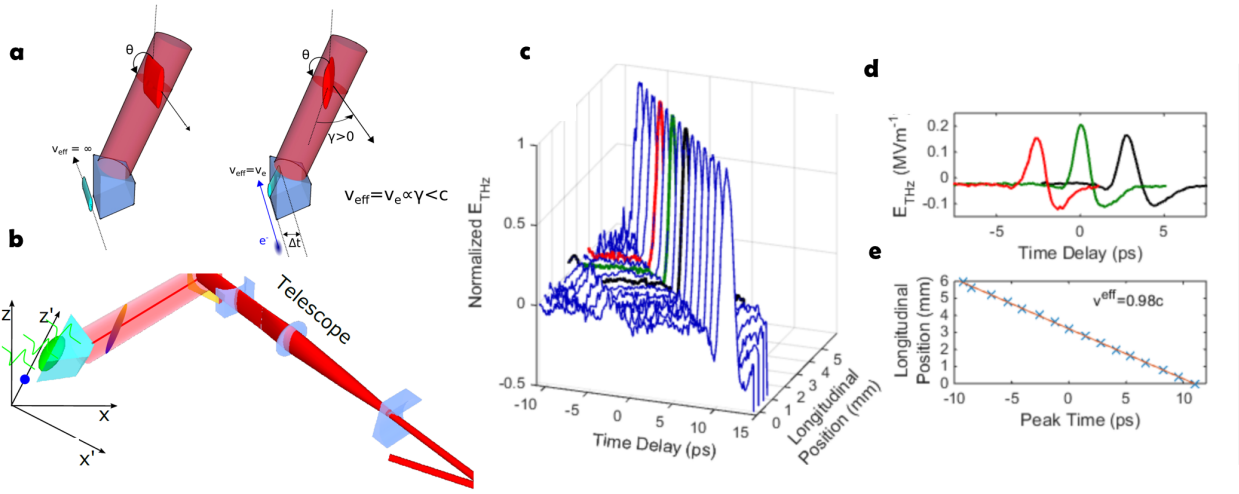 a
θ
v_eff = ∞
θ
γ>0
v_eff=v_e
v_eff=v_e∝γ<c
e-
Δt
b
Z
Z'
Telescope
X
X'
c
Normalized E_THz
1
0.5
0
-0.5
-10
-5
0
5
10
15
Time Delay (ps)
0
1
2
3
4
5
Longitudinal
Position (mm)
d
E_THz (MVm⁻¹)
0.2
0.1
0
-0.1
-5
0
5
Time Delay (ps)
e
Longitudinal
Position (mm)
6
5
4
3
2
1
0
v^eff=0.98c
-10
-5
0
5
10
Peak Time (ps)